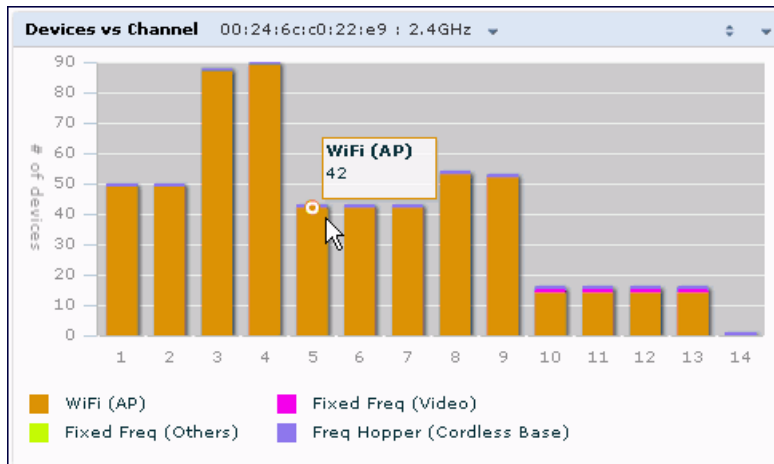 Devices vs Channel 00:24:6c:c0:22:e9 : 2.4GHz
90
80
70
60
50
40
30
20
10
0
# of devices
WiFi (AP)
42
1 2 3 4 5 6 7 8 9 10 11 12 13 14
WiFi (AP) Fixed Freq (Video)
Fixed Freq (Others) Freq Hopper (Cordless Base)